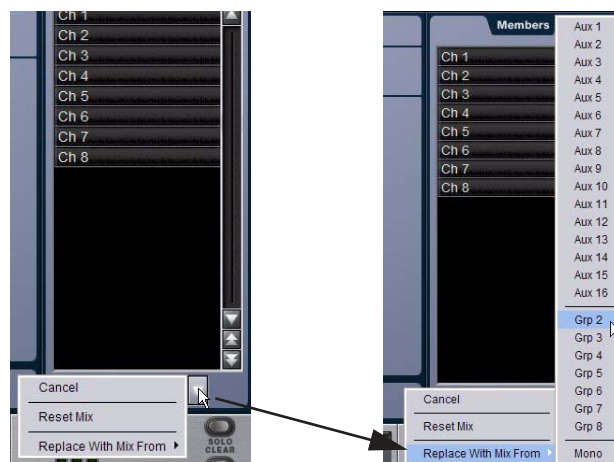 Ch 1
Ch 2
Ch 3
Ch 4
Ch 5
Ch 6
Ch 7
Ch 8
Cancel
Reset Mix
Replace With Mix From
SOLO
CLEAR
Members
Ch 1
Ch 2
Ch 3
Ch 4
Ch 5
Ch 6
Ch 7
Ch 8
Cancel
Reset Mix
Replace With Mix From
Aux 1
Aux 2
Aux 3
Aux 4
Aux 5
Aux 6
Aux 7
Aux 8
Aux 9
Aux 10
Aux 11
Aux 12
Aux 13
Aux 14
Aux 15
Aux 16
Grp 2
Grp 3
Grp 4
Grp 5
Grp 6
Grp 7
Grp 8
Mono